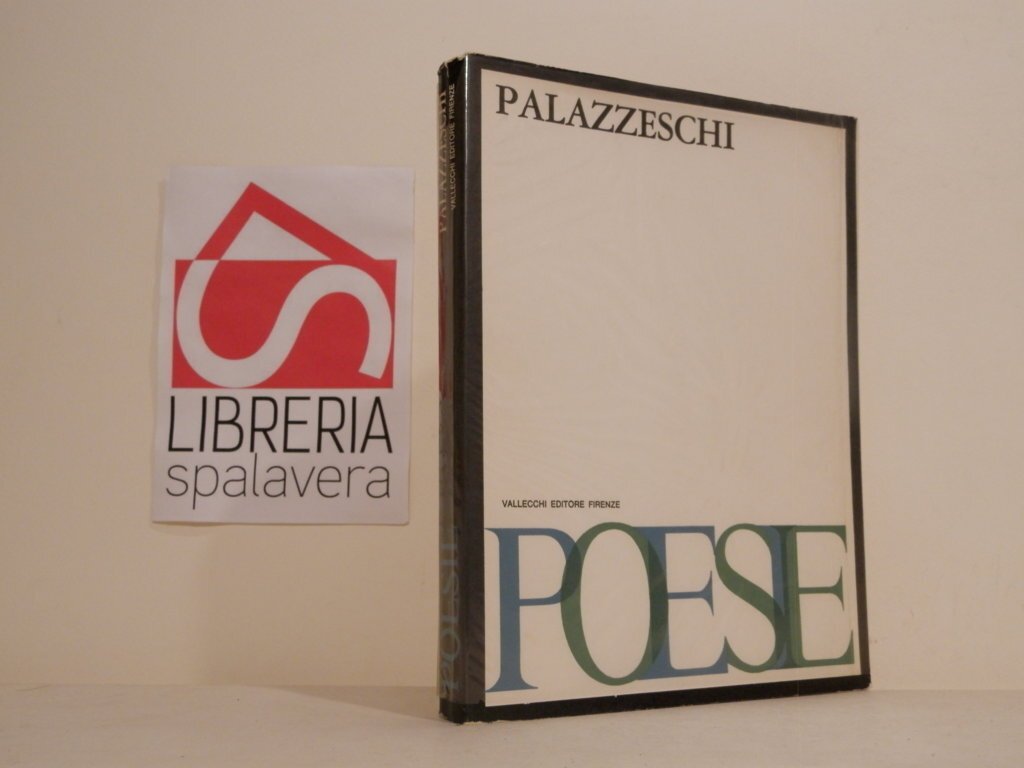 LIBRERIA
spalavera
PALAZZESCHI
VALLECCHI EDITORE FIRENZE
POESIE
PALAZZESCHI
VALLECCHI EDITORE FIRENZE
POESIE